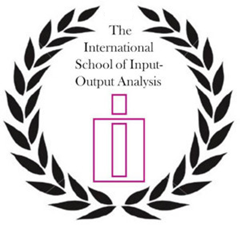 The
International
School of Input-
Output Analysis